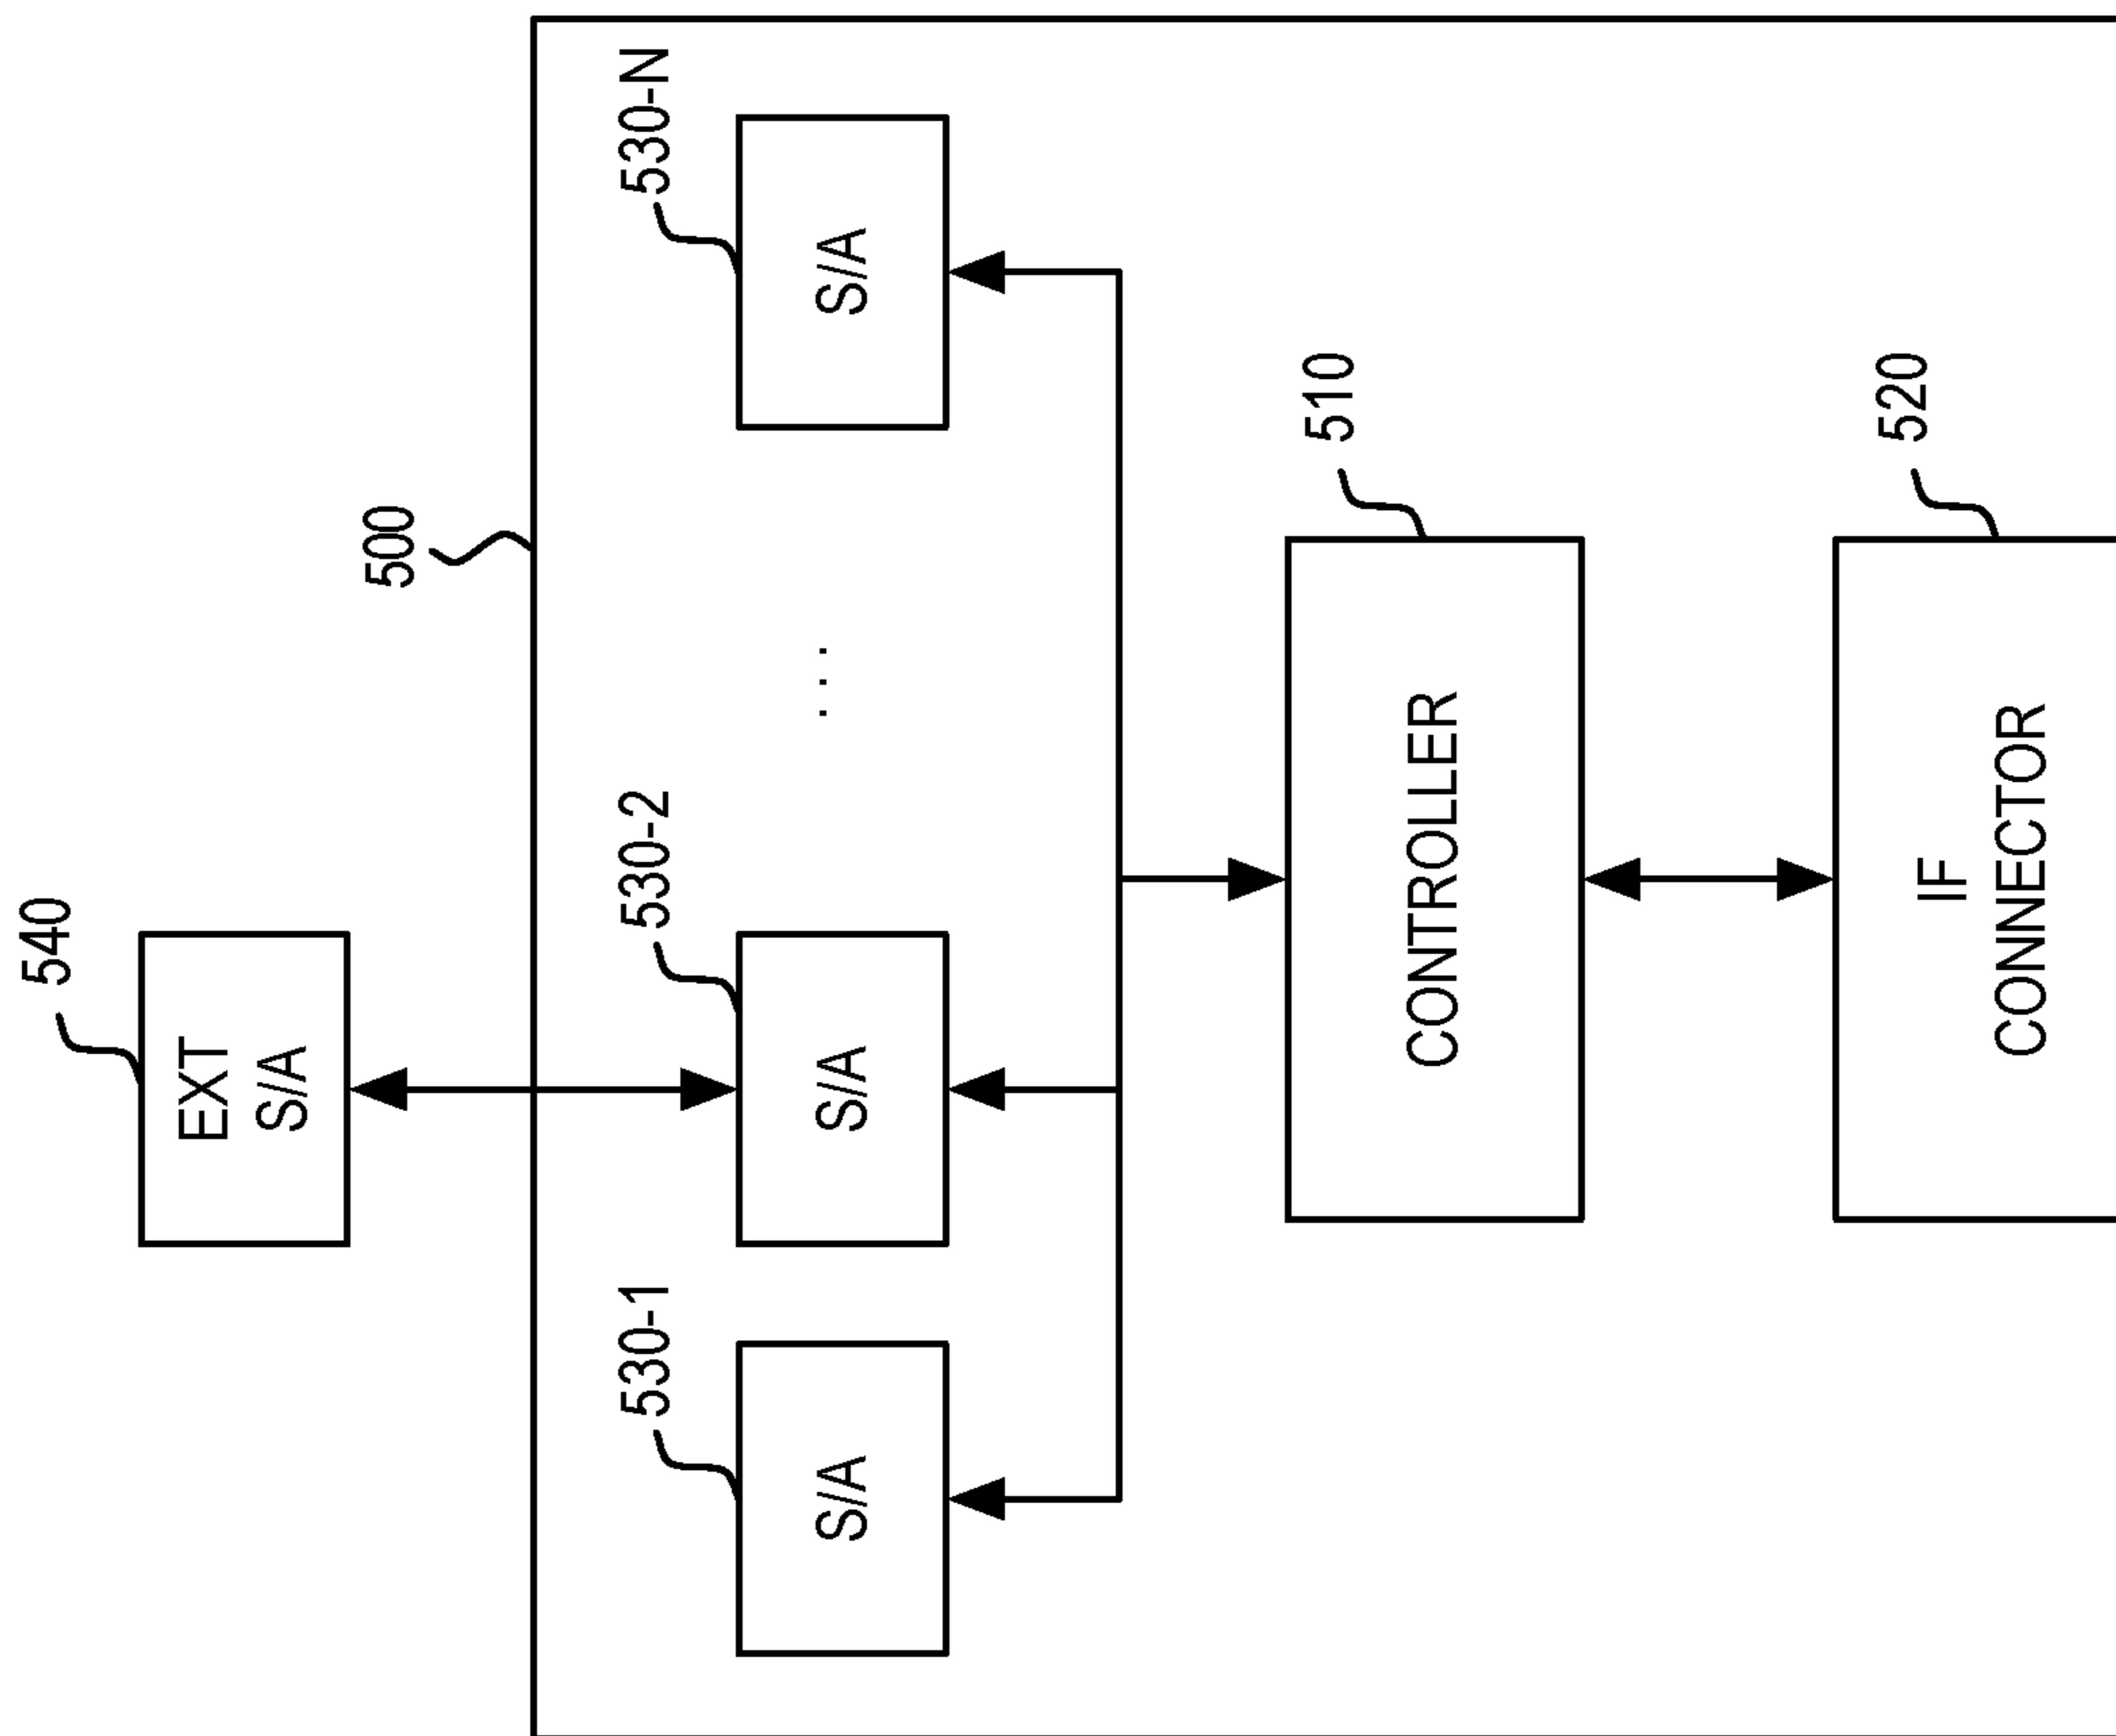 540
EXT
S/A
500
530-1
530-2
530-N
S/A
S/A
. . .
S/A
510
CONTROLLER
520
IF
CONNECTOR